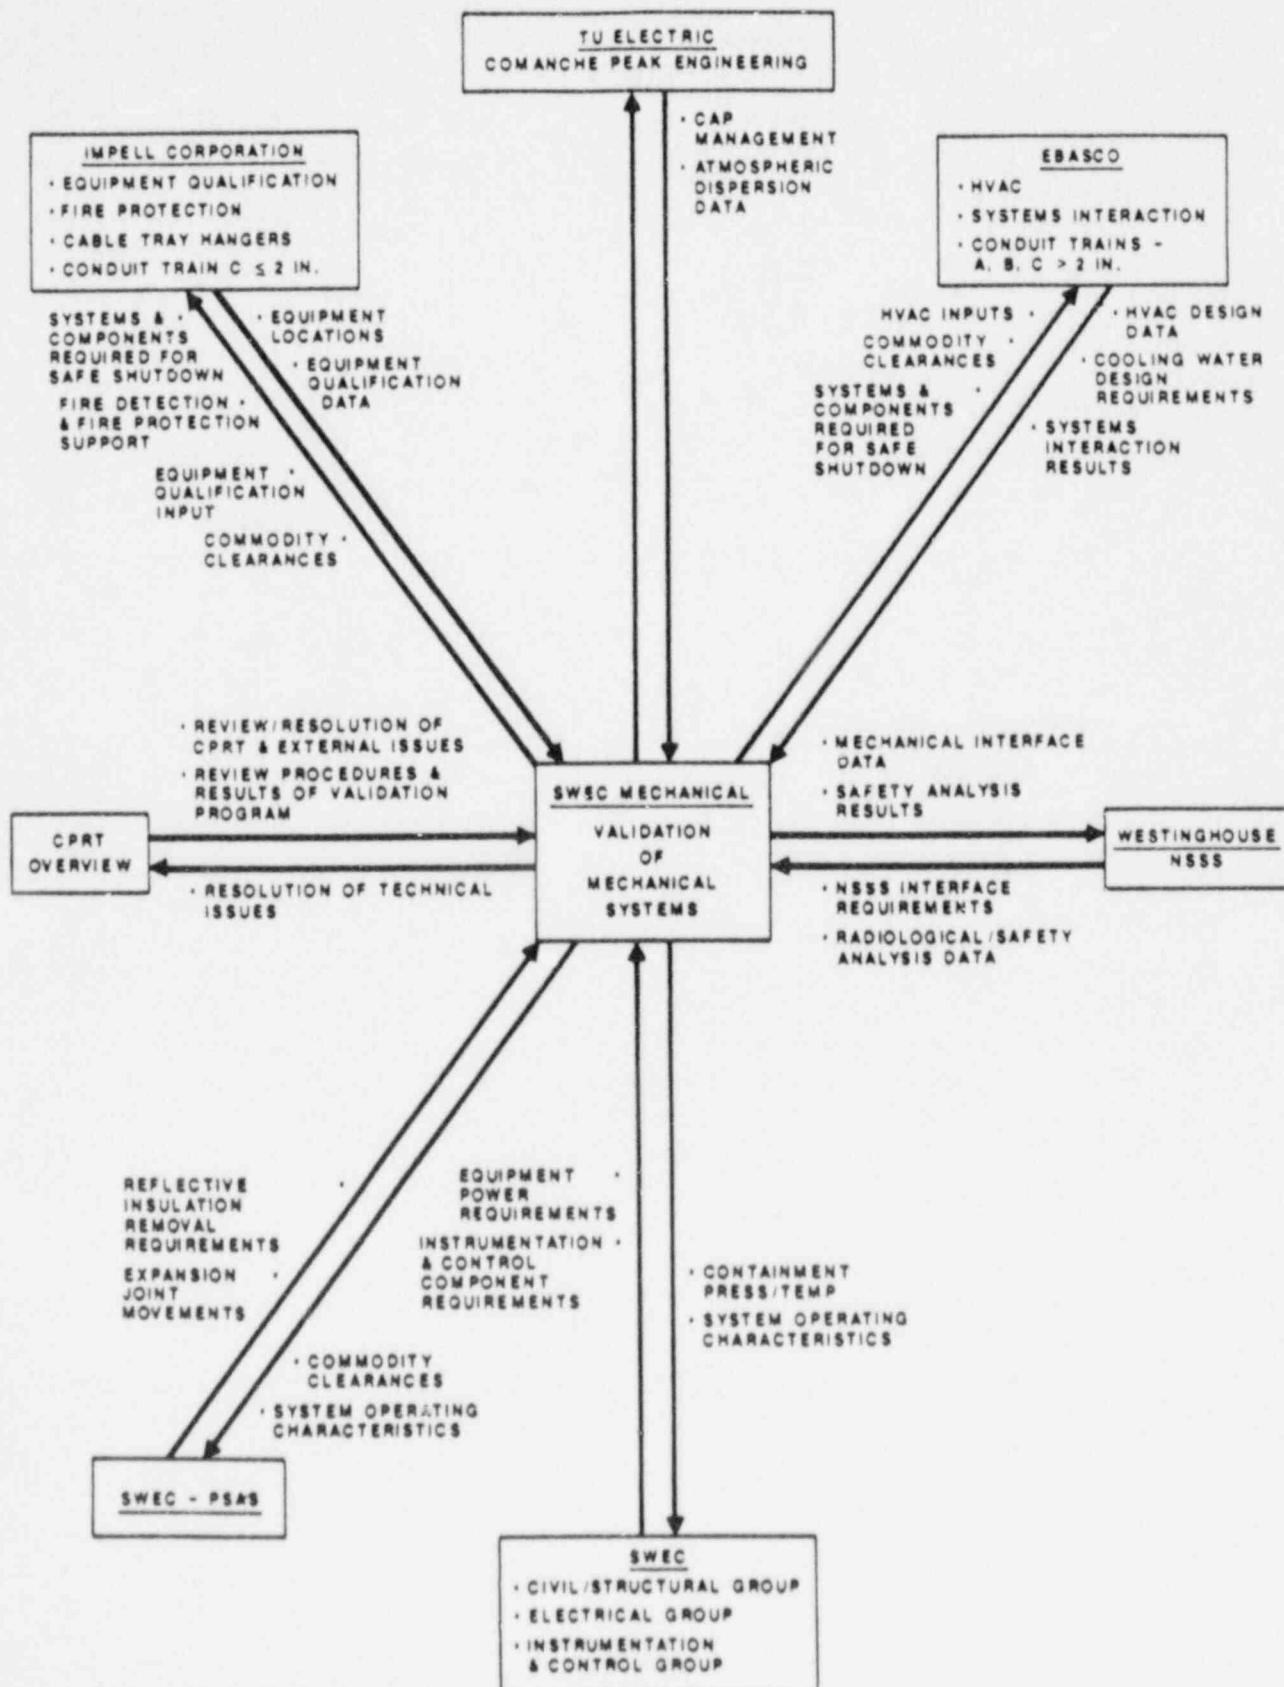 TU ELECTRIC
COMANCHE PEAK ENGINEERING
· CAP
MANAGEMENT
· ATMOSPHERIC
DISPERSION
DATA
IMPELL CORPORATION
· EQUIPMENT QUALIFICATION
· FIRE PROTECTION
· CABLE TRAY HANGERS
· CONDUIT TRAIN C ≤ 2 IN.
EBASCO
· HVAC
· SYSTEMS INTERACTION
· CONDUIT TRAINS -
A, B, C > 2 IN.
SYSTEMS & ·
COMPONENTS
REQUIRED FOR
SAFE SHUTDOWN
FIRE DETECTION ·
& FIRE PROTECTION
SUPPORT
EQUIPMENT ·
QUALIFICATION
INPUT
COMMODITY ·
CLEARANCES
· EQUIPMENT
LOCATIONS
· EQUIPMENT
QUALIFICATION
DATA
HVAC INPUTS ·
COMMODITY ·
CLEARANCES
SYSTEMS & ·
COMPONENTS
REQUIRED
FOR SAFE
SHUTDOWN
· HVAC DESIGN
DATA
· COOLING WATER
DESIGN
REQUIREMENTS
· SYSTEMS
INTERACTION
RESULTS
· REVIEW/RESOLUTION OF
CPRT & EXTERNAL ISSUES
· REVIEW PROCEDURES &
RESULTS OF VALIDATION
PROGRAM
CPRT
OVERVIEW
· RESOLUTION OF TECHNICAL
ISSUES
SWSC MECHANICAL
VALIDATION
OF
MECHANICAL
SYSTEMS
· MECHANICAL INTERFACE
DATA
· SAFETY ANALYSIS
RESULTS
WESTINGHOUSE
NSSS
· NSSS INTERFACE
REQUIREMENTS
· RADIOLOGICAL/SAFETY
ANALYSIS DATA
REFLECTIVE ·
INSULATION
REMOVAL
REQUIREMENTS
EXPANSION ·
JOINT
MOVEMENTS
· COMMODITY
CLEARANCES
· SYSTEM OPERATING
CHARACTERISTICS
EQUIPMENT ·
POWER
REQUIREMENTS
INSTRUMENTATION ·
& CONTROL
COMPONENT
REQUIREMENTS
· CONTAINMENT
PRESS/TEMP
· SYSTEM OPERATING
CHARACTERISTICS
SWEC - PSAS
SWEC
· CIVIL/STRUCTURAL GROUP
· ELECTRICAL GROUP
· INSTRUMENTATION
& CONTROL GROUP